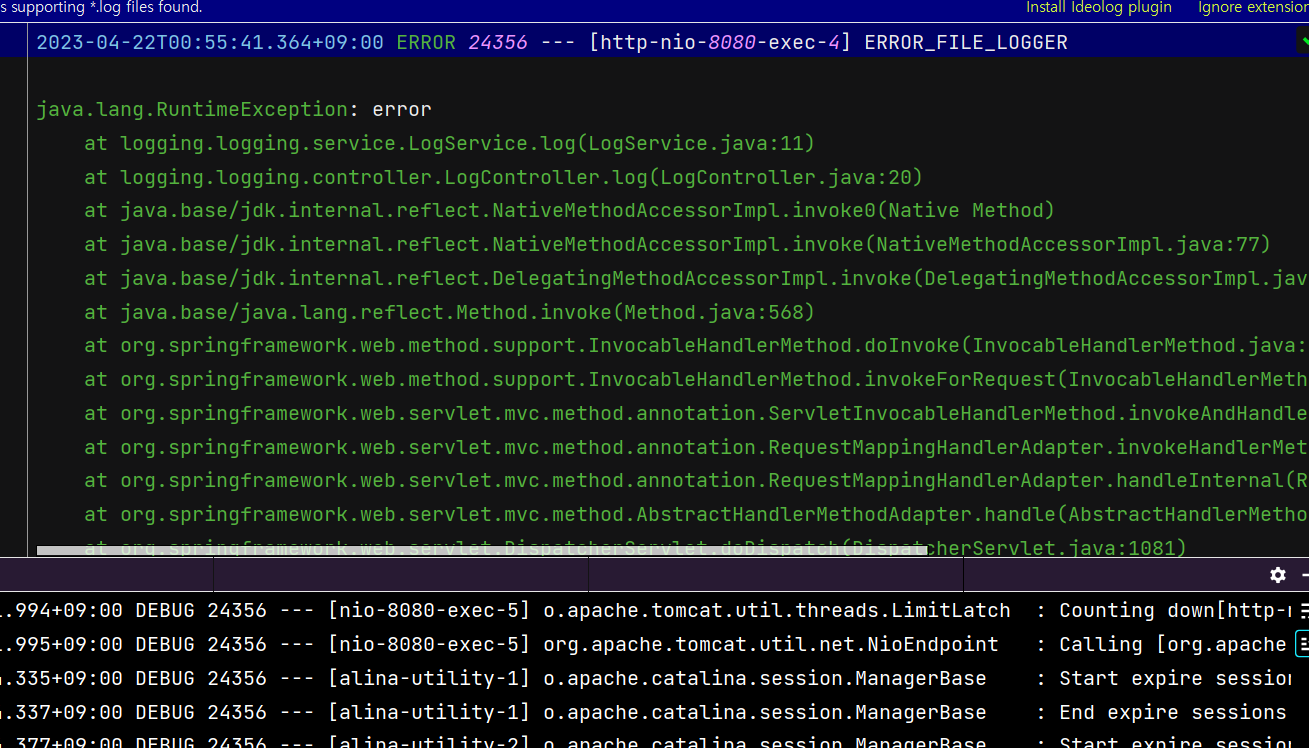 s supporting *.log files found. Install Ideolog plugin Ignore extension
2023-04-22T00:55:41.364+09:00 ERROR 24356 --- [http-nio-8080-exec-4] ERROR_FILE_LOGGER
java.lang.RuntimeException: error
at logging.logging.service.LogService.log(LogService.java:11)
at logging.logging.controller.LogController.log(LogController.java:20)
at java.base/jdk.internal.reflect.NativeMethodAccessorImpl.invoke0(Native Method)
at java.base/jdk.internal.reflect.NativeMethodAccessorImpl.invoke(NativeMethodAccessorImpl.java:77)
at java.base/jdk.internal.reflect.DelegatingMethodAccessorImpl.invoke(DelegatingMethodAccessorImpl.jav
at java.base/java.lang.reflect.Method.invoke(Method.java:568)
at org.springframework.web.method.support.InvocableHandlerMethod.doInvoke(InvocableHandlerMethod.java:
at org.springframework.web.method.support.InvocableHandlerMethod.invokeForRequest(InvocableHandlerMeth
at org.springframework.web.servlet.mvc.method.annotation.ServletInvocableHandlerMethod.invokeAndHandle
at org.springframework.web.servlet.mvc.method.annotation.RequestMappingHandlerAdapter.invokeHandlerMet
at org.springframework.web.servlet.mvc.method.annotation.RequestMappingHandlerAdapter.handleInternal(R
at org.springframework.web.servlet.mvc.method.AbstractHandlerMethodAdapter.handle(AbstractHandlerMetho
at org.springframework.web.servlet.DispatcherServlet.doDispatch(DispatcherServlet.java:1081)
.994+09:00 DEBUG 24356 --- [nio-8080-exec-5] o.apache.tomcat.util.threads.LimitLatch : Counting down[http-
.995+09:00 DEBUG 24356 --- [nio-8080-exec-5] org.apache.tomcat.util.net.NioEndpoint : Calling [org.apache
.335+09:00 DEBUG 24356 --- [alina-utility-1] o.apache.catalina.session.ManagerBase : Start expire session
.337+09:00 DEBUG 24356 --- [alina-utility-1] o.apache.catalina.session.ManagerBase : End expire sessions
.377+09:00 DEBUG 24356 --- [alina-utility-2] o.apache.catalina.session.ManagerBase : Start expire session